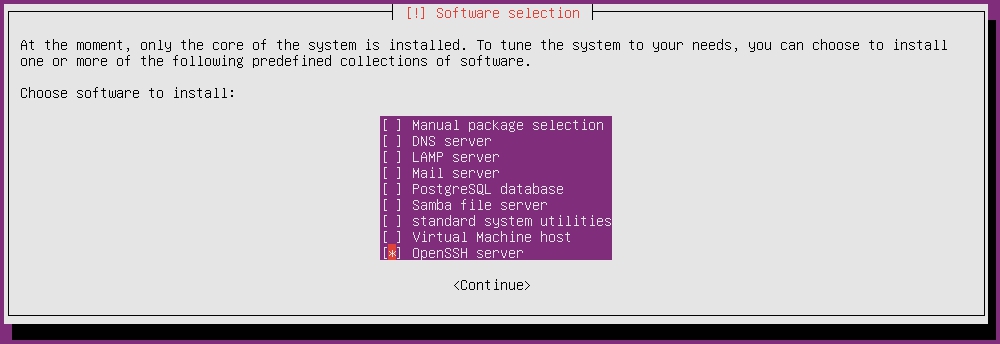 [!] Software selection
At the moment, only the core of the system is installed. To tune the system to your needs, you can choose to install
one or more of the following predefined collections of software.
Choose software to install:
[ ] Manual package selection
[ ] DNS server
[ ] LAMP server
[ ] Mail server
[ ] PostgreSQL database
[ ] Samba file server
[ ] standard system utilities
[ ] Virtual Machine host
[*] OpenSSH server
<Continue>